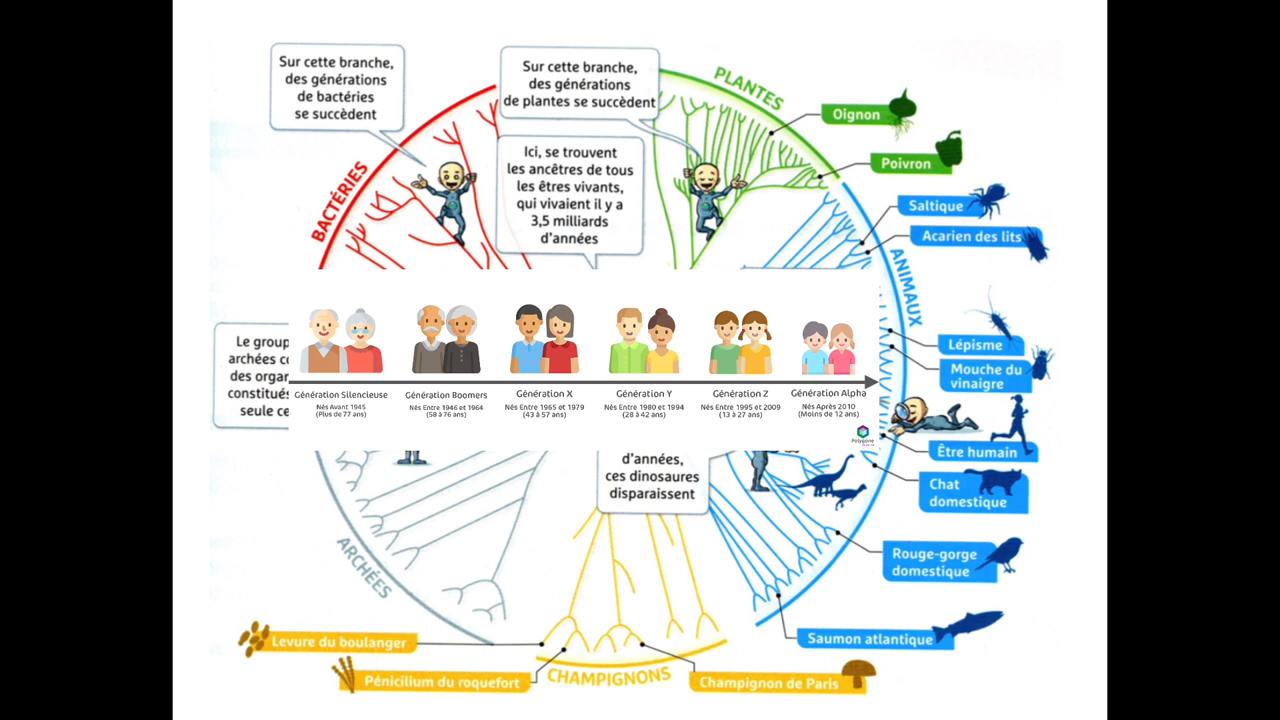 Sur cette branche,
des générations
de bactéries
se succèdent
Sur cette branche,
des générations
de plantes se succèdent
Ici, se trouvent
les ancêtres de tous
les êtres vivants,
qui vivaient il y a
3,5 milliards
d'années
BACTÉRIES
PLANTES
Oignon
Poivron
Saltique
Acarien des lits
ANIMAUX
Lépisme
Mouche du
vinaigre
Être humain
Chat
domestique
Rouge-gorge
domestique
Saumon atlantique
Le group
archées
des organ
constitués
seule ce
Génération Silencieuse
Nés Avant 1945
(Plus de 77 ans)
Génération Boomers
Nés Entre 1946 et 1964
(58 à 76 ans)
Génération X
Nés Entre 1965 et 1979
(43 à 57 ans)
Génération Y
Nés Entre 1980 et 1994
(28 à 42 ans)
Génération Z
Nés Entre 1995 et 2009
(13 à 27 ans)
Génération Alpha
Nés Après 2010
(Moins de 12 ans)
Polygone
d'années,
ces dinosaures
disparaissent
ARCHÉES
Levure du boulanger
Pénicilium du roquefort
CHAMPIGNONS
Champignon de Paris